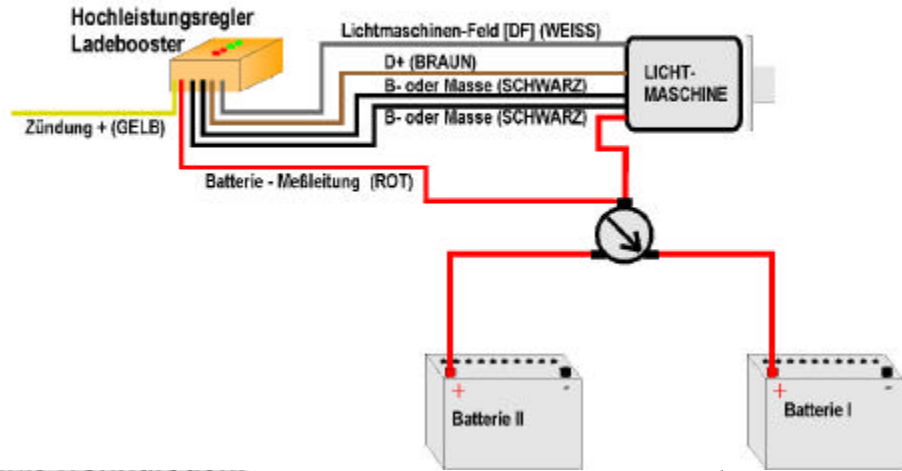 Hochleistungsregler
Ladebooster
Lichtmaschinen-Feld [DF] (WEISS)
D+ (BRAUN)
B- oder Masse (SCHWARZ)
B- oder Masse (SCHWARZ)
LICHT-
MASCHINE
Zündung + (GELB)
Batterie - Meßleitung (ROT)
+ -
Batterie II
+ -
Batterie I